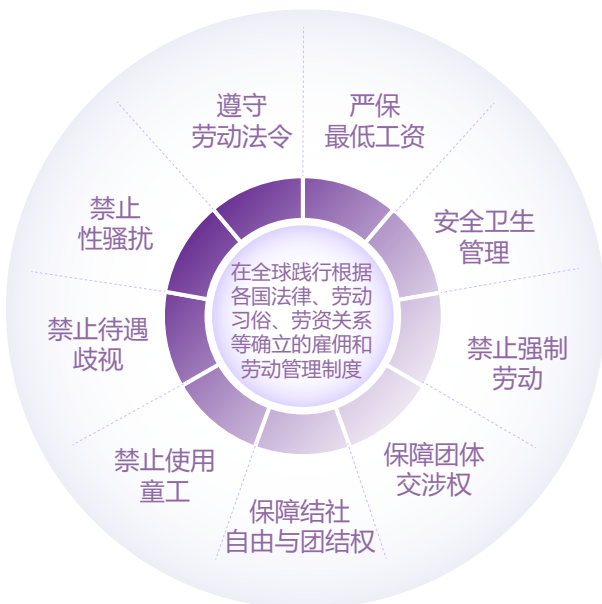 遵守
劳动法令
严保
最低工资
安全卫生
管理
禁止强制
劳动
保障团体
交涉权
保障结社
自由与团结权
禁止使用
童工
禁止待遇
歧视
禁止
性骚扰
在全球践行根据
各国法律、劳动
习俗、劳资关系
等确立的雇佣和
劳动管理制度